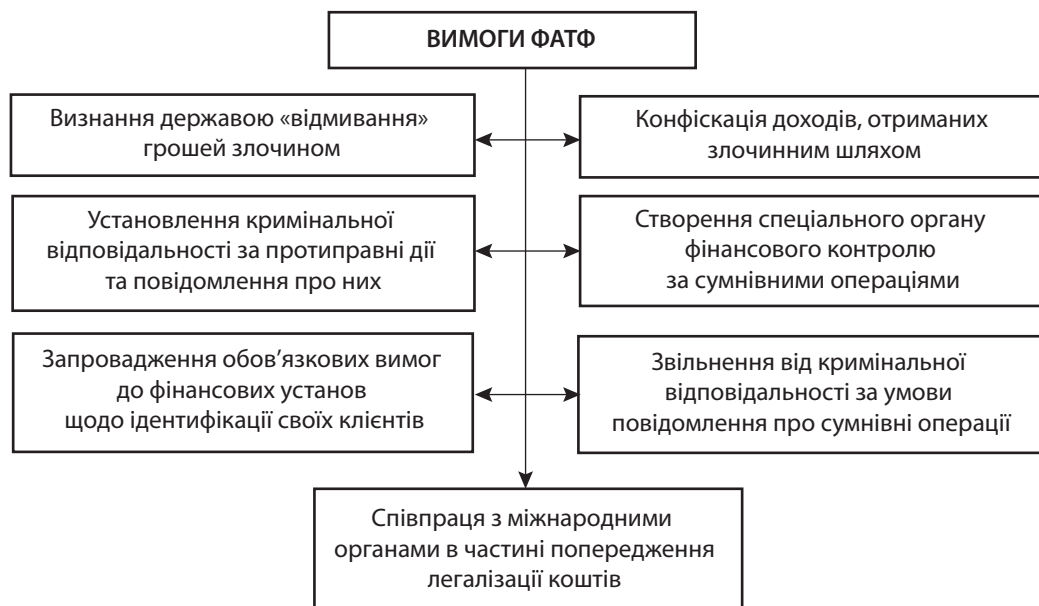 ВИМОГИ ФАТФ
Визнання державою «відмивання»
грошей злочином
Конфіскація доходів, отриманих
злочинним шляхом
Установлення кримінальної
відповідальності за протиправні дії
та повідомлення про них
Створення спеціального органу
фінансового контролю
за сумнівними операціями
Запровадження обов’язкових вимог
до фінансових установ
щодо ідентифікації своїх клієнтів
Звільнення від кримінальної
відповідальності за умови
повідомлення про сумнівні операції
Співпраця з міжнародними
органами в частині попередження
легалізації коштів